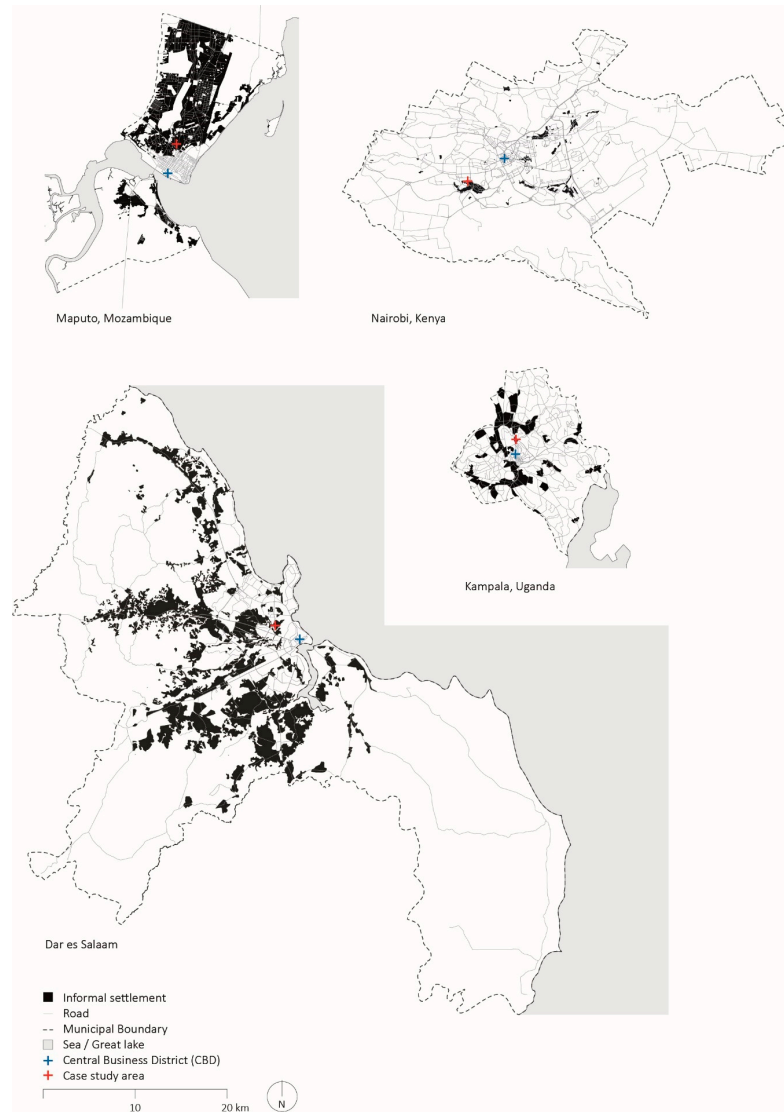 Maputo, Mozambique
Nairobi, Kenya
Kampala, Uganda
Dar es Salaam
Informal settlement
Road
Municipal Boundary
Sea / Great lake
Central Business District (CBD)
Case study area
10
20 km
N